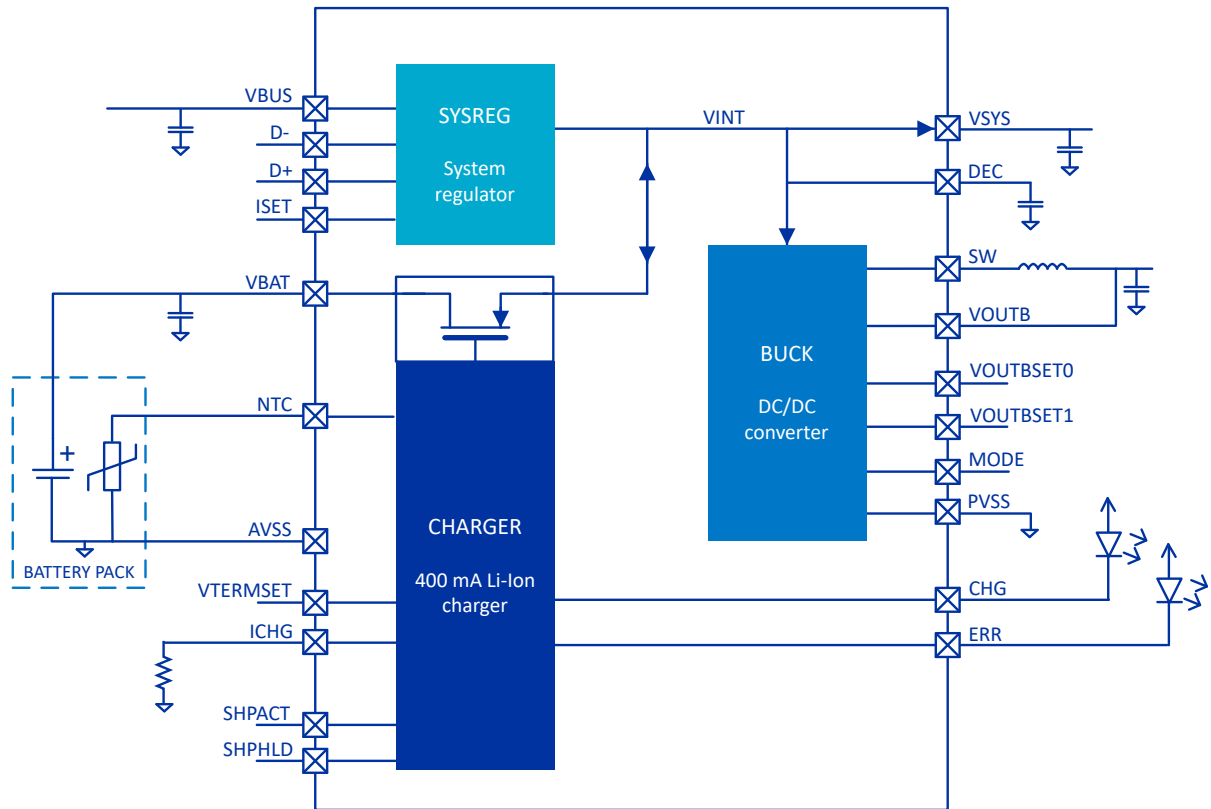 VBUS
D-
D+
ISET
VBAT
NTC
AVSS
VTERMSET
ICHG
SHPACT
SHPHLD
+
BATTERY PACK
SYSREG
System
regulator
CHARGER
400 mA Li-Ion
charger
VINT
BUCK
DC/DC
converter
VSYS
DEC
SW
VOUTB
VOUTBSET0
VOUTBSET1
MODE
PVSS
CHG
ERR